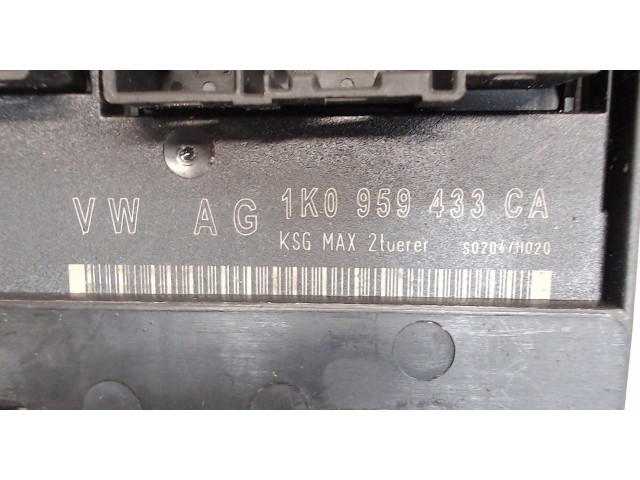 VW AG 1K0 959 433 CA
KSG MAX 2tuerer S0204/H020